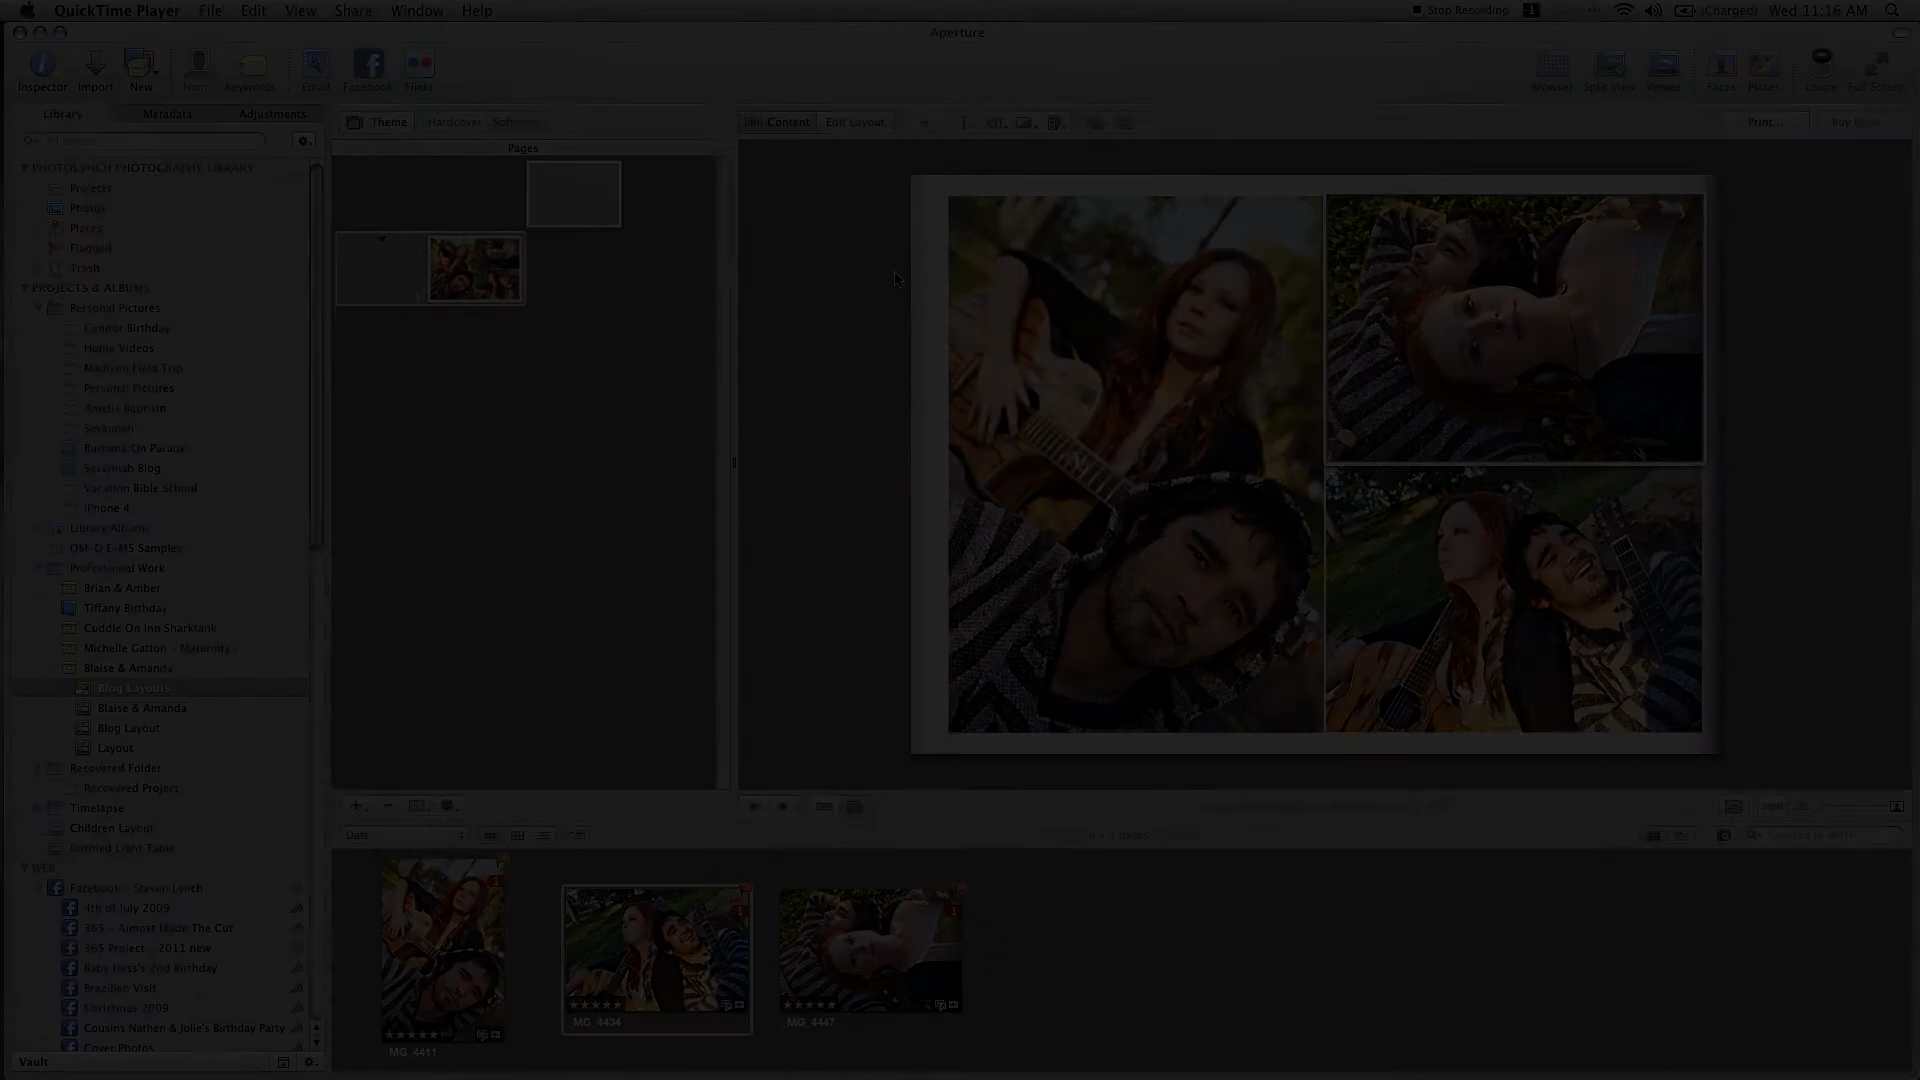 QuickTime Player File Edit View Share Window Help Stop Recording (Charged) Wed 11:16 AM
Aperture
Inspector Import New Name Keywords Email Facebook Flickr Browser Split View Viewer Faces Places Loupe Full Screen
Library Metadata Adjustments
Theme Hardcover - Softcover Content Edit Layout Print...
Pages
PHOTOLYNCH PHOTOGRAPHY LIBRARY
Projects
Photos
Places
Flagged
Trash
PROJECTS & ALBUMS
Personal Pictures
Connor Birthday
Home Videos
Madison Field Trip
Personal Pictures
Amelie Baptism
Savannah
On Parade
Savannah Blog
Vacation Bible School
iPhone 4
Library Albums
OM-D E-M5 Samples
Professional Work
Brian & Amber
Tiffany Birthday
Cuddle On Inn Sharktank
Michelle Gatton - Maternity
Blaise & Amanda
Blog Layouts
Blaise & Amanda
Blog Layout
Layout
Recovered Folder
Recovered Project
Timelapse
Children Layout
Untitled Light Table
WEB
Facebook - Steven Lynch
4th of July 2009
365 - Almost Made The Cut
365 Project - 2011 new
Babe Hess's 2nd Birthday
Brazilian Visit
Christmas 2009
Cousins Nathen & Jolie's Birthday Party
Cover Photos
Vault
Date
_MG_4411
_MG_4434
_MG_4447